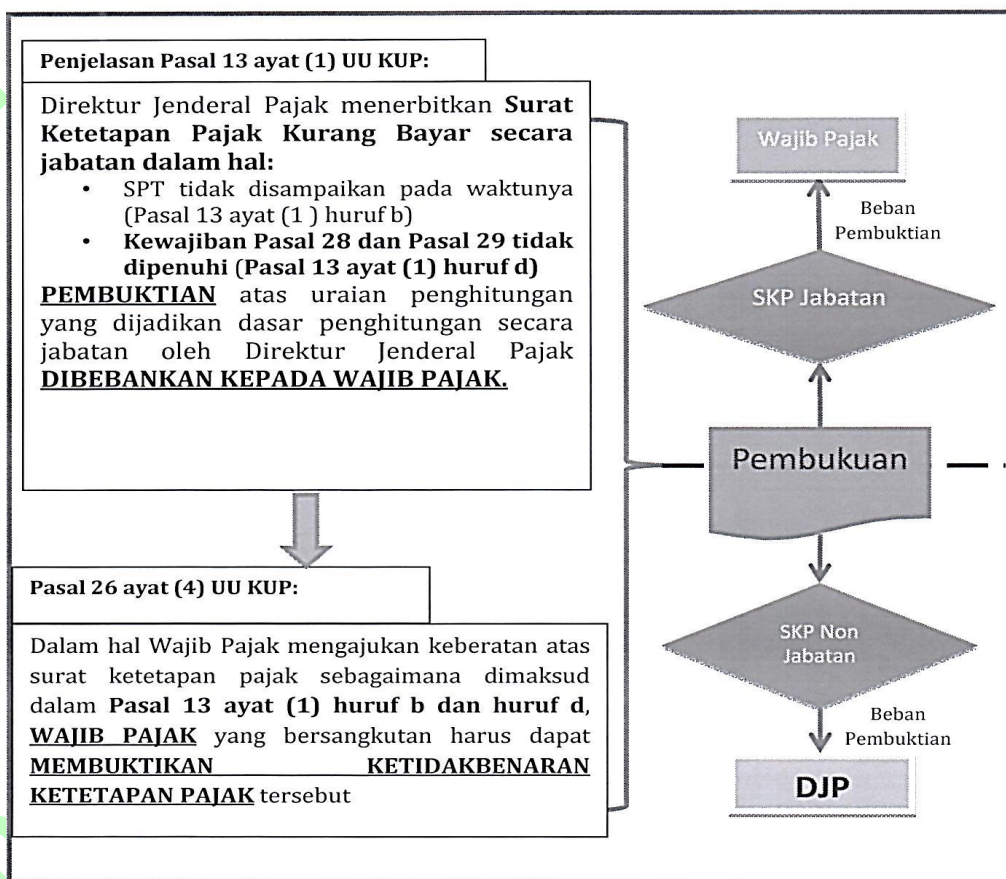 Penjelasan Pasal 13 ayat (1) UU KUP:
Direktur Jenderal Pajak menerbitkan Surat
Ketetapan Pajak Kurang Bayar secara
jabatan dalam hal:
• SPT tidak disampaikan pada waktunya
(Pasal 13 ayat (1 ) huruf b)
• Kewajiban Pasal 28 dan Pasal 29 tidak
dipenuhi (Pasal 13 ayat (1) huruf d)
PEMBUKTIAN atas uraian penghitungan
yang dijadikan dasar penghitungan secara
jabatan oleh Direktur Jenderal Pajak
DIBEBANKAN KEPADA WAJIB PAJAK.
Pasal 26 ayat (4) UU KUP:
Dalam hal Wajib Pajak mengajukan keberatan atas
surat ketetapan pajak sebagaimana dimaksud
dalam Pasal 13 ayat (1) huruf b dan huruf d,
WAJIB PAJAK yang bersangkutan harus dapat
MEMBUKTIKAN KETIDAKBENARAN
KETETAPAN PAJAK tersebut
Wajib Pajak
Beban
Pembuktian
SKP Jabatan
Pembukuan
SKP Non
Jabatan
Beban
Pembuktian
DJP